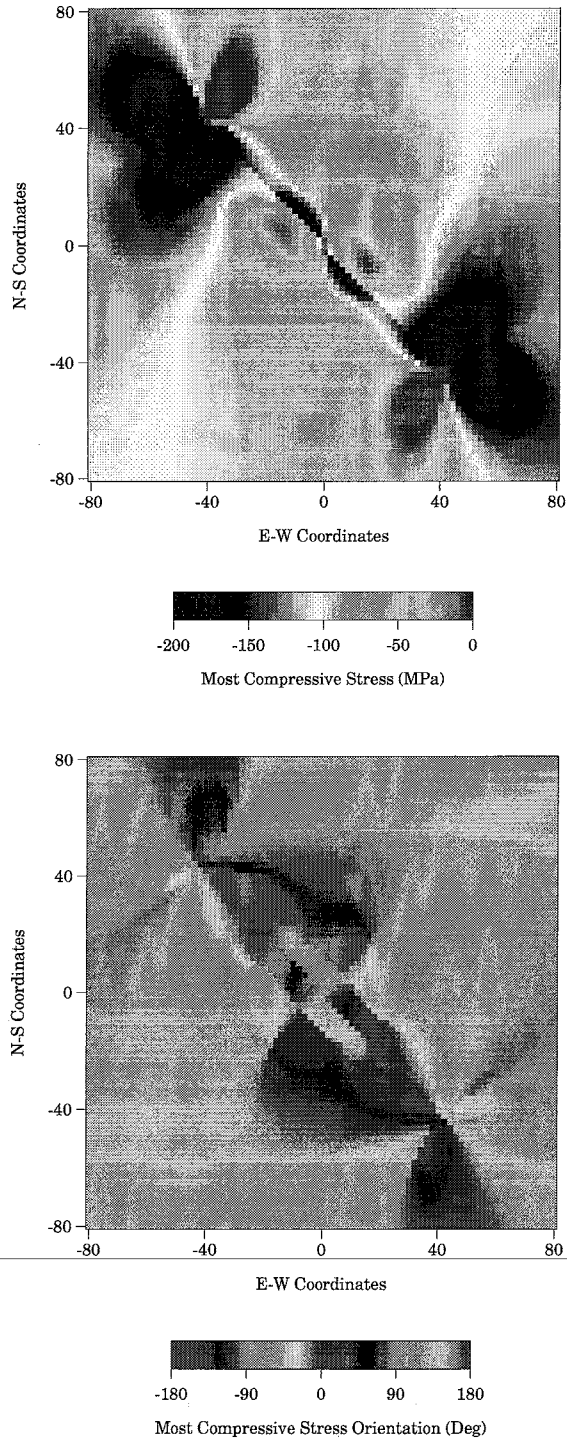 80
40
0
-40
-80
N-S Coordinates
-80 -40 0 40 80
E-W Coordinates
-200 -150 -100 -50 0
Most Compressive Stress (MPa)
80
40
0
-40
-80
N-S Coordinates
-80 -40 0 40 80
E-W Coordinates
-180 -90 0 90 180
Most Compressive Stress Orientation (Deg)